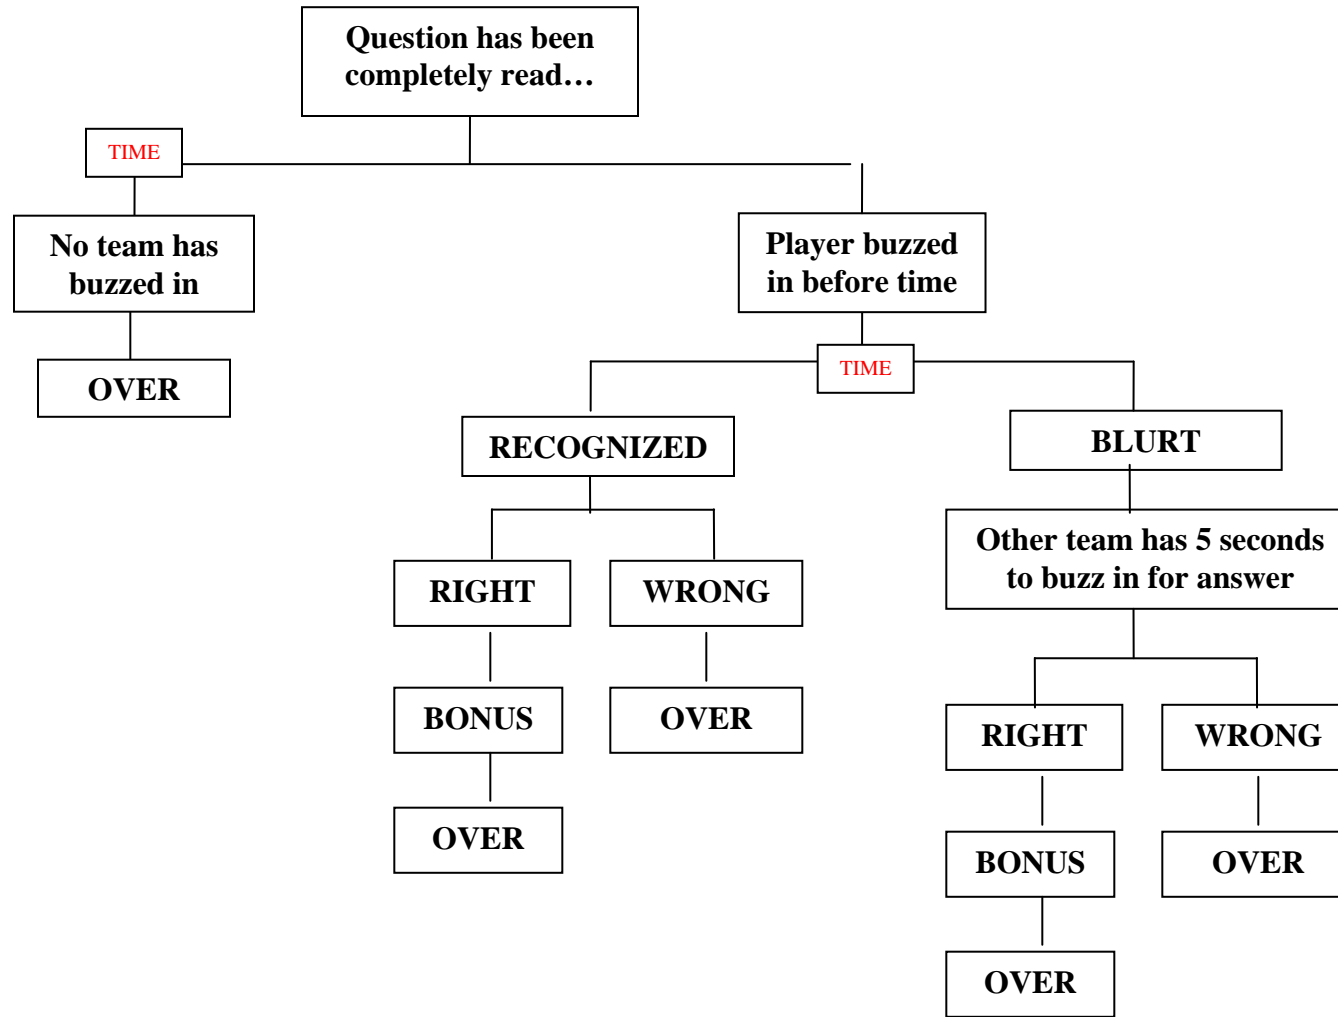 Question has been
completely read…
TIME
No team has
buzzed in
Player buzzed
in before time
OVER
TIME
RECOGNIZED
BLURT
Other team has 5 seconds
to buzz in for answer
RIGHT
WRONG
BONUS
OVER
RIGHT
WRONG
OVER
BONUS
OVER
OVER